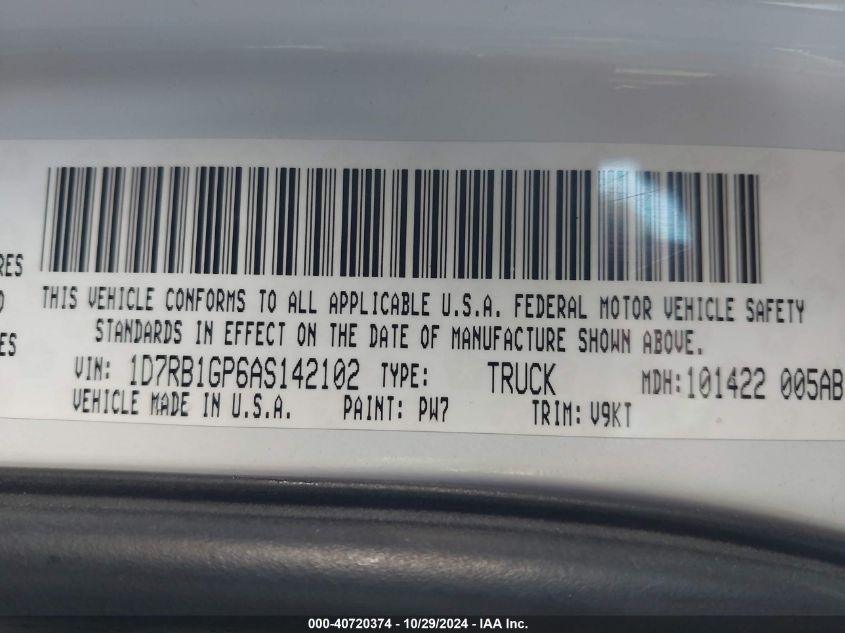 RES
THIS VEHICLE CONFORMS TO ALL APPLICABLE U.S.A. FEDERAL MOTOR VEHICLE SAFETY
ES
STANDARDS IN EFFECT ON THE DATE OF MANUFACTURE SHOWN ABOVE.
VIN: 1D7RB1GP6AS142102 TYPE: TRUCK MDH:101422 005AB
VEHICLE MADE IN U.S.A. PAINT: PW7 TRIM: V9KT
000-40720374 - 10/29/2024 - IAA Inc.